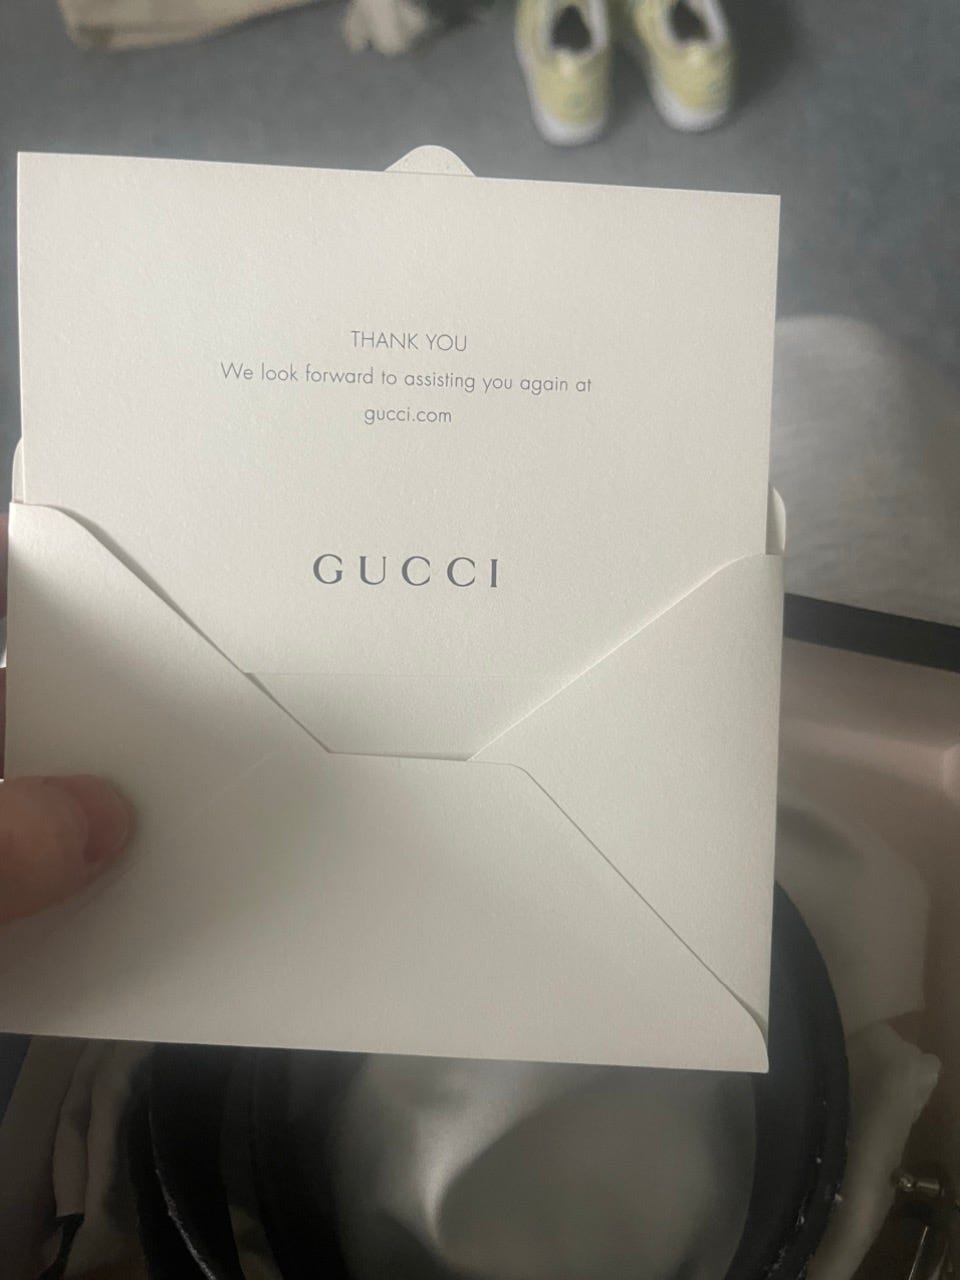 THANK YOU
We look forward to assisting you again at
gucci.com
GUCCI